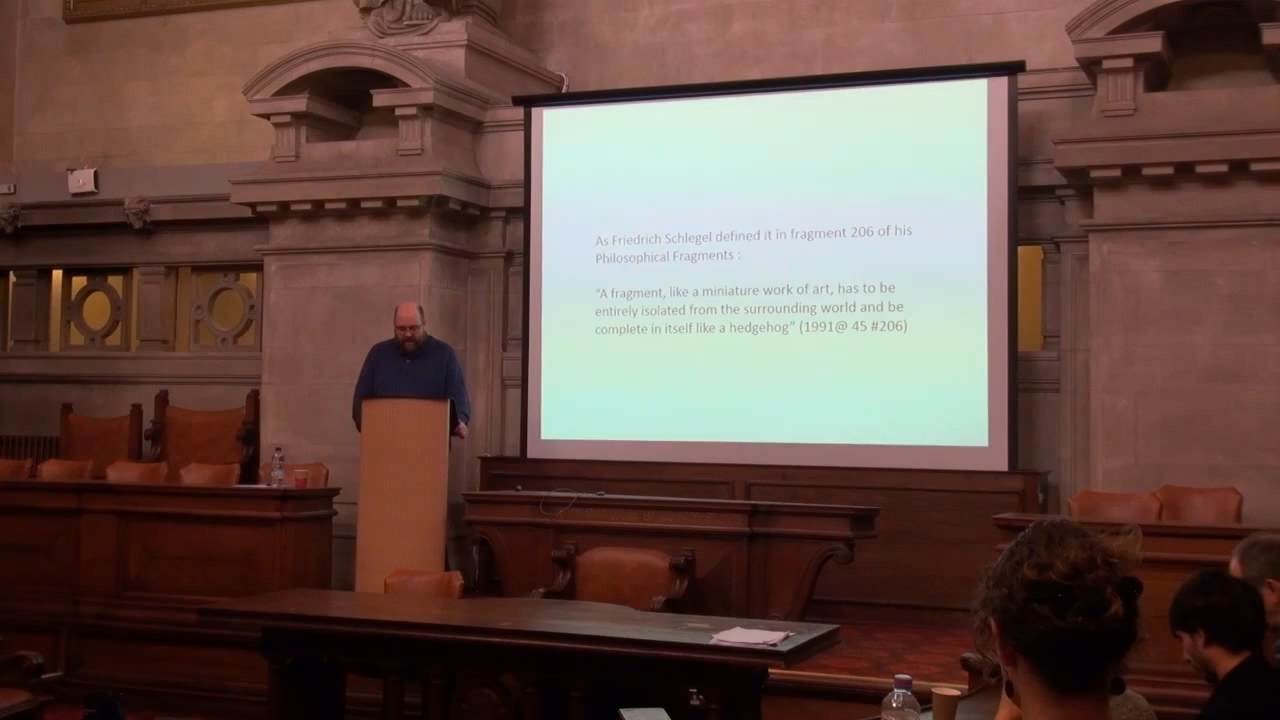 As Friedrich Schlegel defined it in fragment 206 of his
Philosophical Fragments :
“A fragment, like a miniature work of art, has to be
entirely isolated from the surrounding world and be
complete in itself like a hedgehog” (1991@ 45 #206)